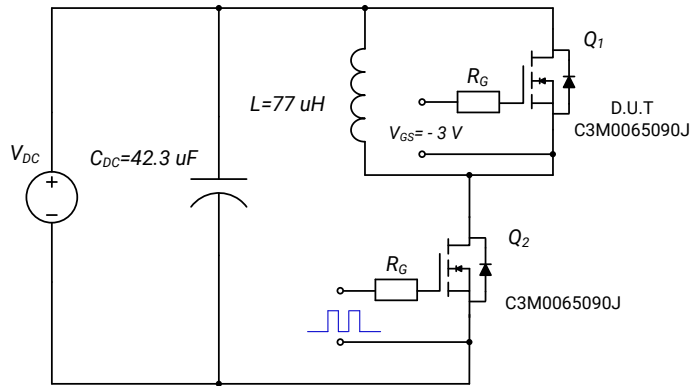 Q1
RG
L=77 uH
D.U.T
C3M0065090J
VGS= - 3 V
VDC
CDC=42.3 uF
Q2
RG
C3M0065090J